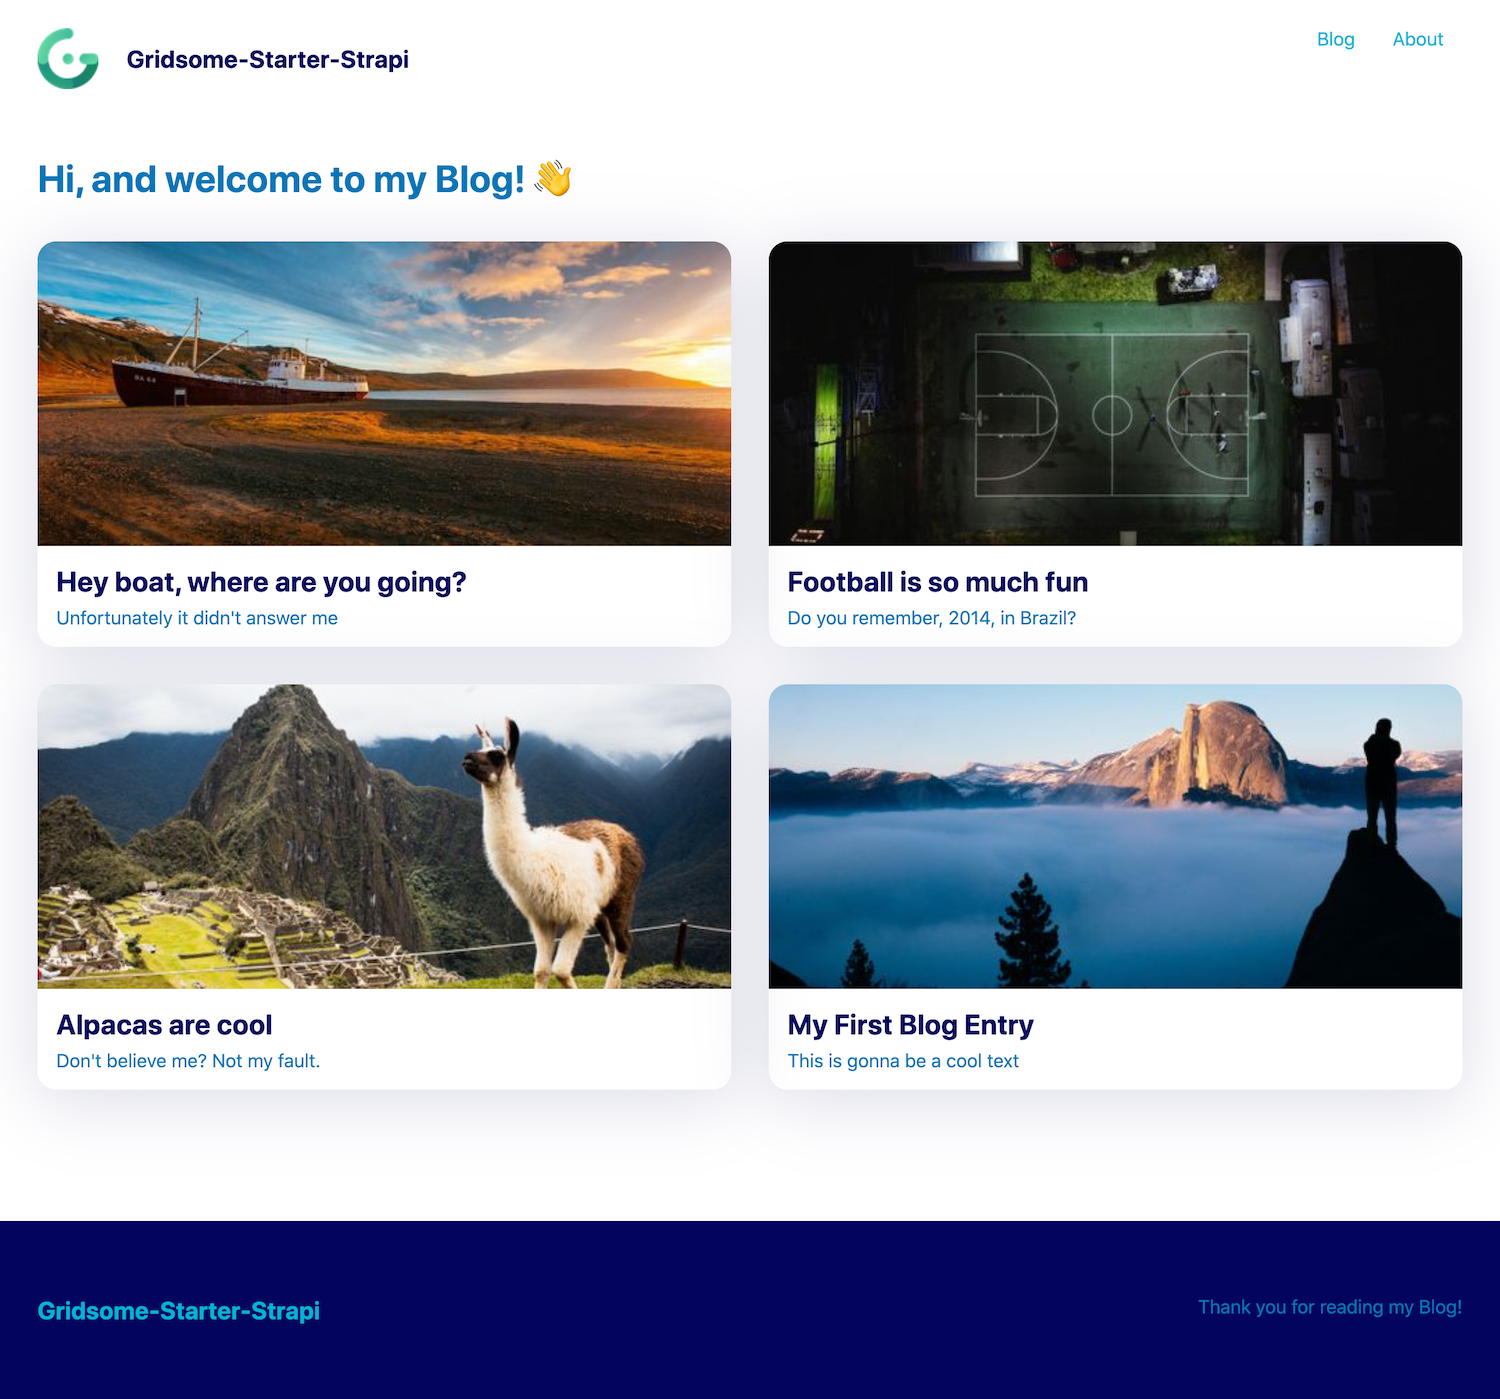 Gridsome-Starter-Strapi
Blog
About
Hi, and welcome to my Blog! 👋
Hey boat, where are you going?
Unfortunately it didn't answer me
Football is so much fun
Do you remember, 2014, in Brazil?
Alpacas are cool
Don't believe me? Not my fault.
My First Blog Entry
This is gonna be a cool text
Gridsome-Starter-Strapi
Thank you for reading my Blog!